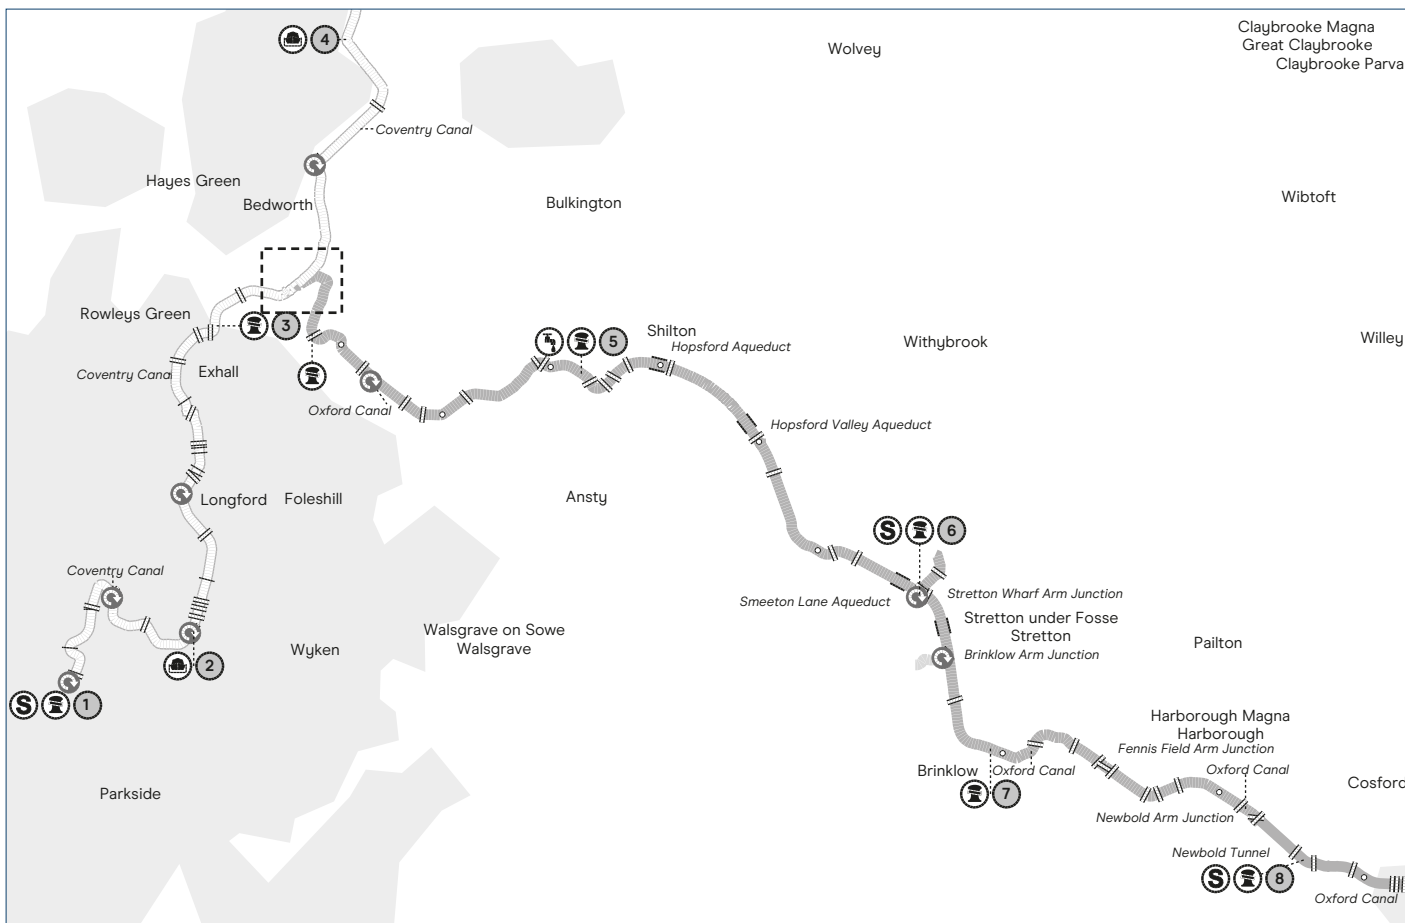 Claybrooke Magna
Great Claybrooke
Claybrooke Parva
Wolvey
4
Coventry Canal
Hayes Green
Bedworth
Bulkington
Wibtoft
Rowleys Green
3
Shilton
Hopsford Aqueduct
5
Withybrook
Willey
Coventry Canal
Exhall
Oxford Canal
Hopsford Valley Aqueduct
Longford
Foleshill
Ansty
S
6
Coventry Canal
Smeeton Lane Aqueduct
Stretton Wharf Arm Junction
Stretton under Fosse
Stretton
Brinklow Arm Junction
Walsgrave on Sowe
Walsgrave
Wyken
Pailton
2
S
1
Harborough Magna
Harborough
Fennis Field Arm Junction
Brinklow
Oxford Canal
Oxford Canal
Cosford
Parkside
7
Newbold Arm Junction
Newbold Tunnel
S
8
Oxford Canal